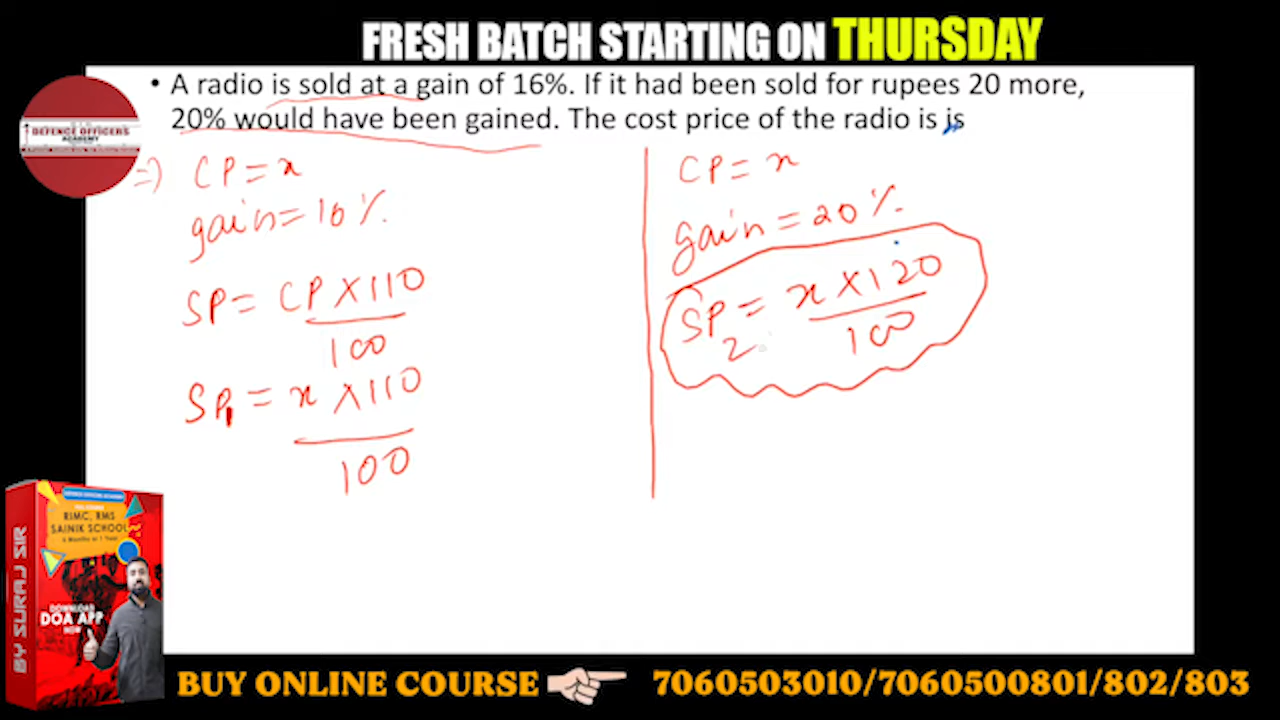 FRESH BATCH STARTING ON THURSDAY
• A radio is sold at a gain of 16%. If it had been sold for rupees 20 more,
20% would have been gained. The cost price of the radio is is
DEFENCE OFFICERS
ACADEMY
=) CP = x
gain = 10%
SP = CP X 110
100
SP1 = x X 110
100
CP = x
gain = 20%
SP2 = x X 120
100
BY SURAJ SIR
DEFENCE OFFICERS ACADEMY
RIMC, RMS
SAINIK SCHOOL
DOWNLOAD
DOA APP
NOW
BUY ONLINE COURSE 7060503010/7060500801/802/803